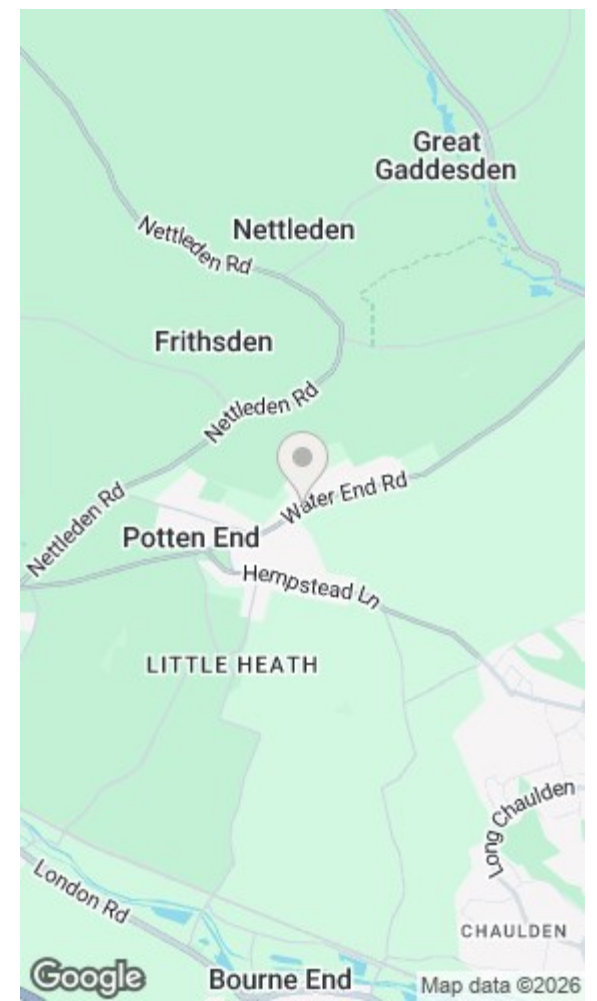 Great
Gaddesden
Nettleden
Nettleden Rd
Frithsden
Nettleden Rd
Water End Rd
Nettleden Rd
Potten End
Hempstead Ln
LITTLE HEATH
Long Chaulden
London Rd
CHAULDEN
Google
Bourne End
Map data ©2026